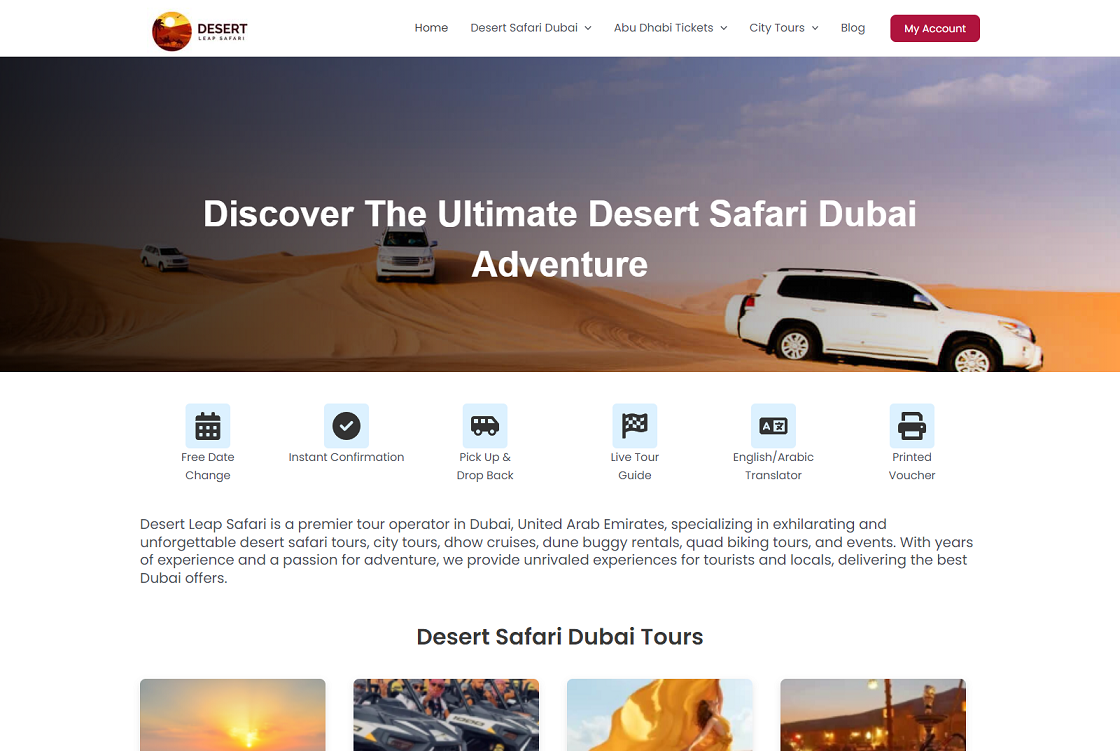 DESERT
LEAP SAFARI
Home
Desert Safari Dubai
Abu Dhabi Tickets
City Tours
Blog
My Account
Discover The Ultimate Desert Safari Dubai
Adventure
Free Date
Change
Instant Confirmation
Pick Up &
Drop Back
Live Tour
Guide
A
English/Arabic
Translator
Printed
Voucher
Desert Leap Safari is a premier tour operator in Dubai, United Arab Emirates, specializing in exhilarating and
unforgettable desert safari tours, city tours, dhow cruises, dune buggy rentals, quad biking tours, and events. With years
of experience and a passion for adventure, we provide unrivaled experiences for tourists and locals, delivering the best
Dubai offers.
Desert Safari Dubai Tours
1000